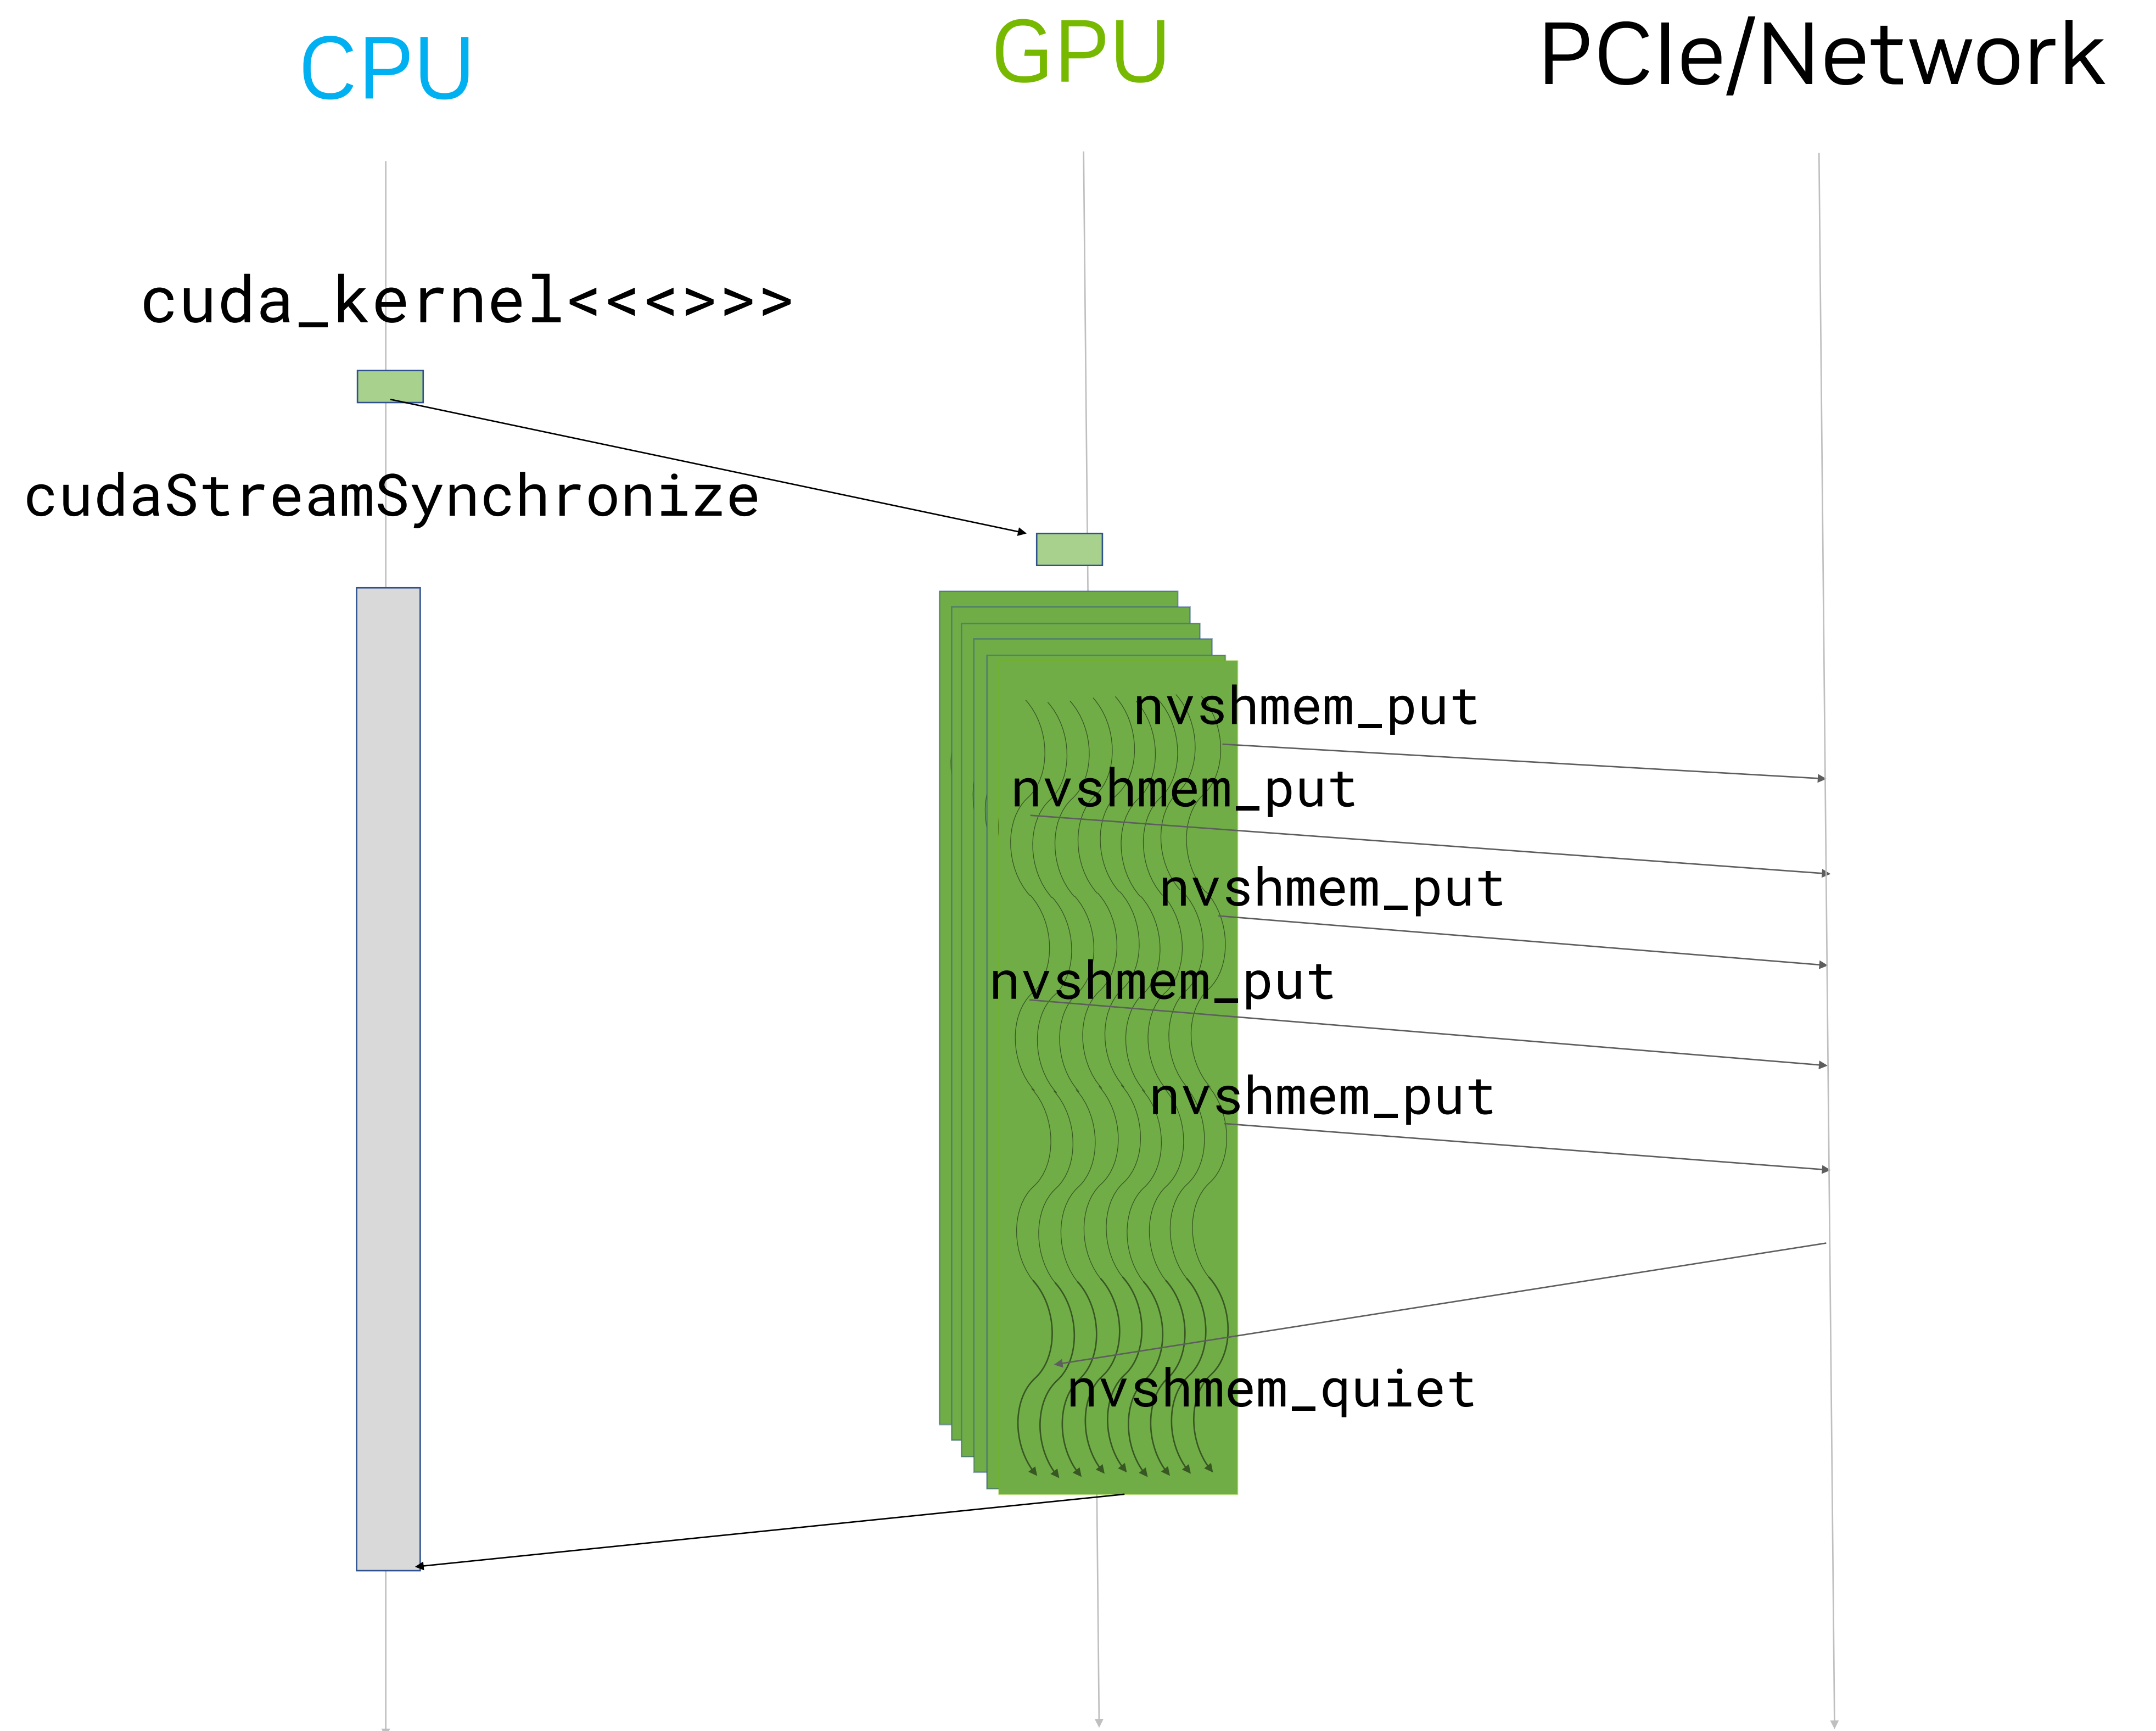 CPU
GPU
PCIe/Network
cuda_kernel<<<>>>
cudaStreamSynchronize
nvshmem_put
nvshmem_put
nvshmem_put
nvshmem_put
nvshmem_put
nvshmem_quiet